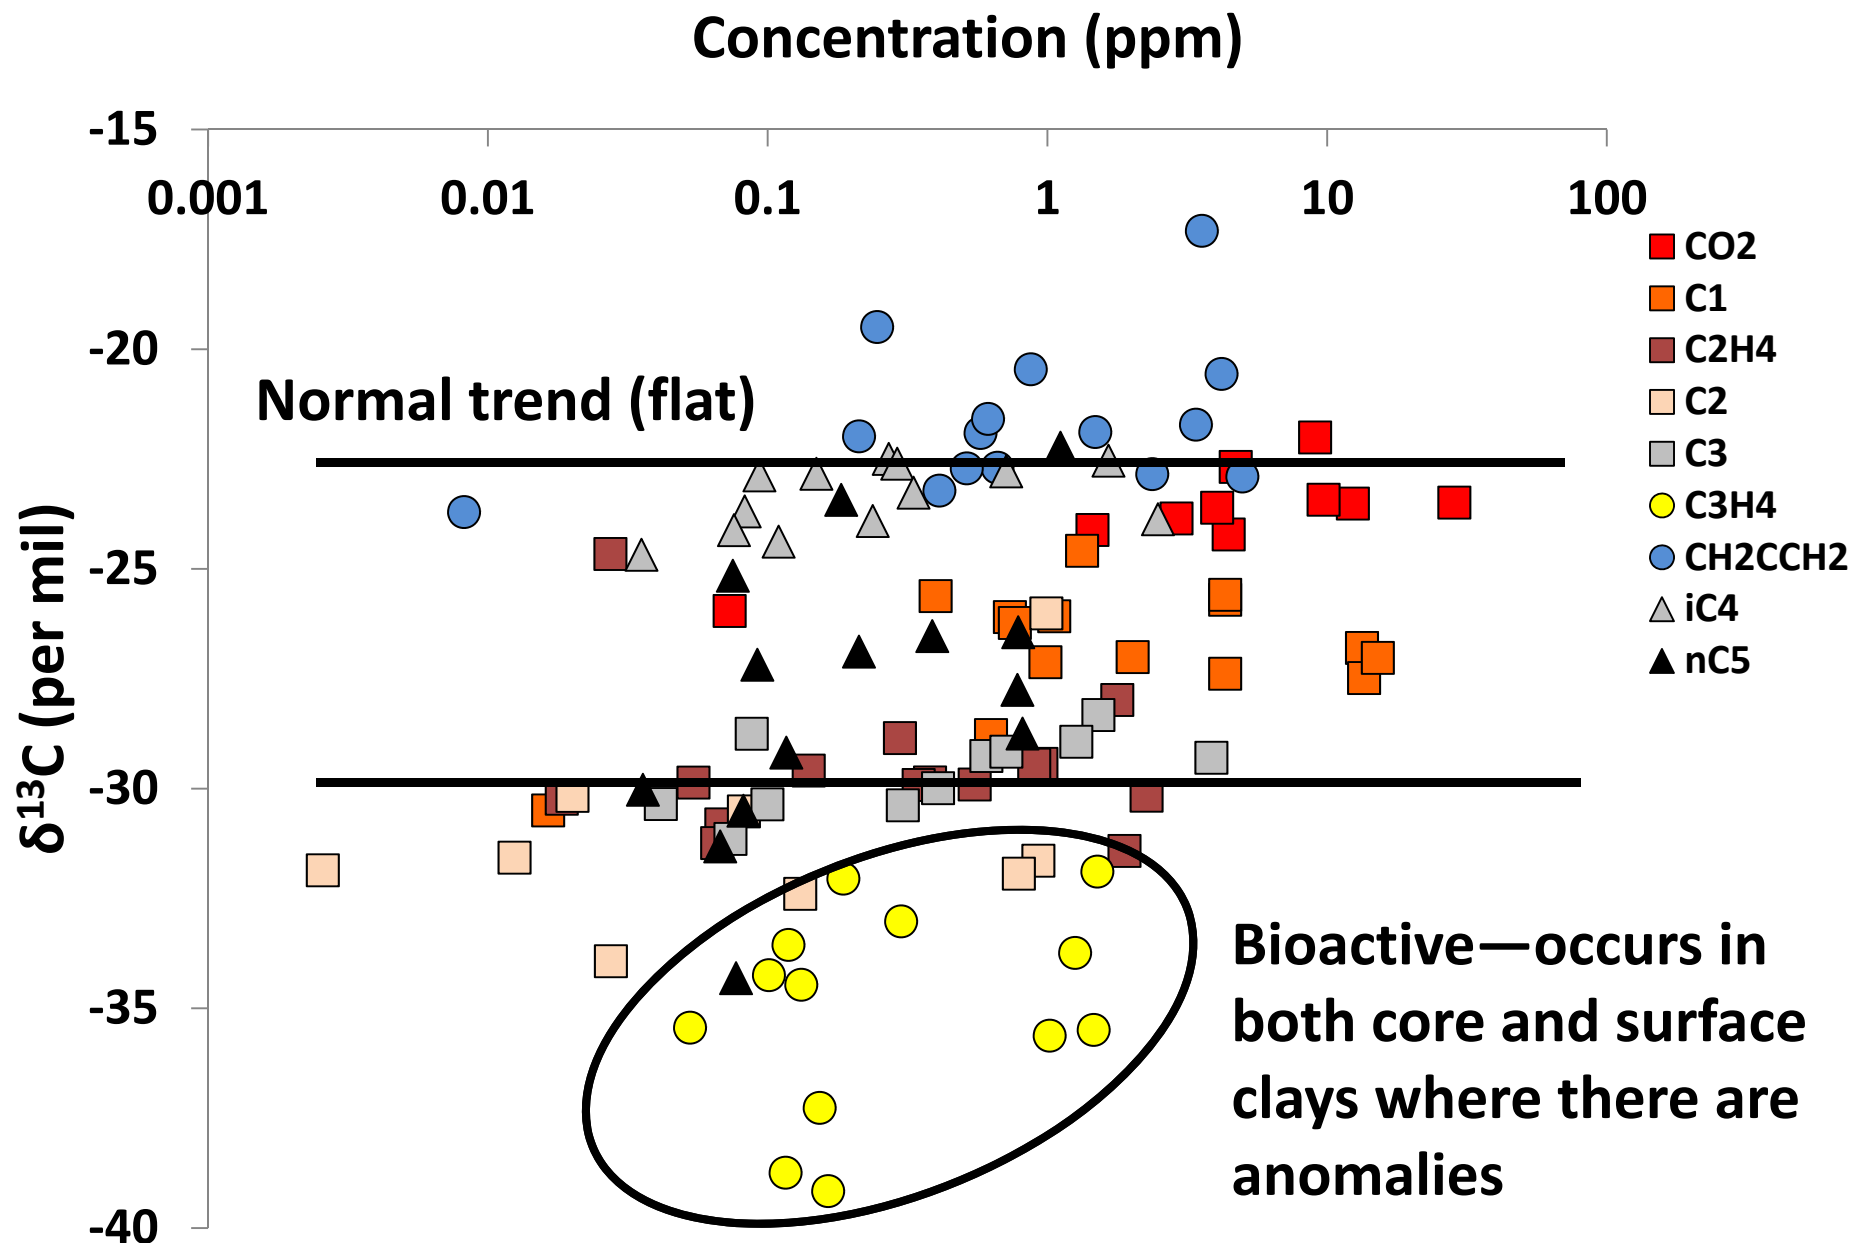 Concentration (ppm)
-15
0.001 0.01 0.1 1 10 100
-20
-25
-30
-35
-40
δ¹³C (per mil)
Normal trend (flat)
CO2
C1
C2H4
C2
C3
C3H4
CH2CCH2
iC4
nC5
Bioactive—occurs in
both core and surface
clays where there are
anomalies